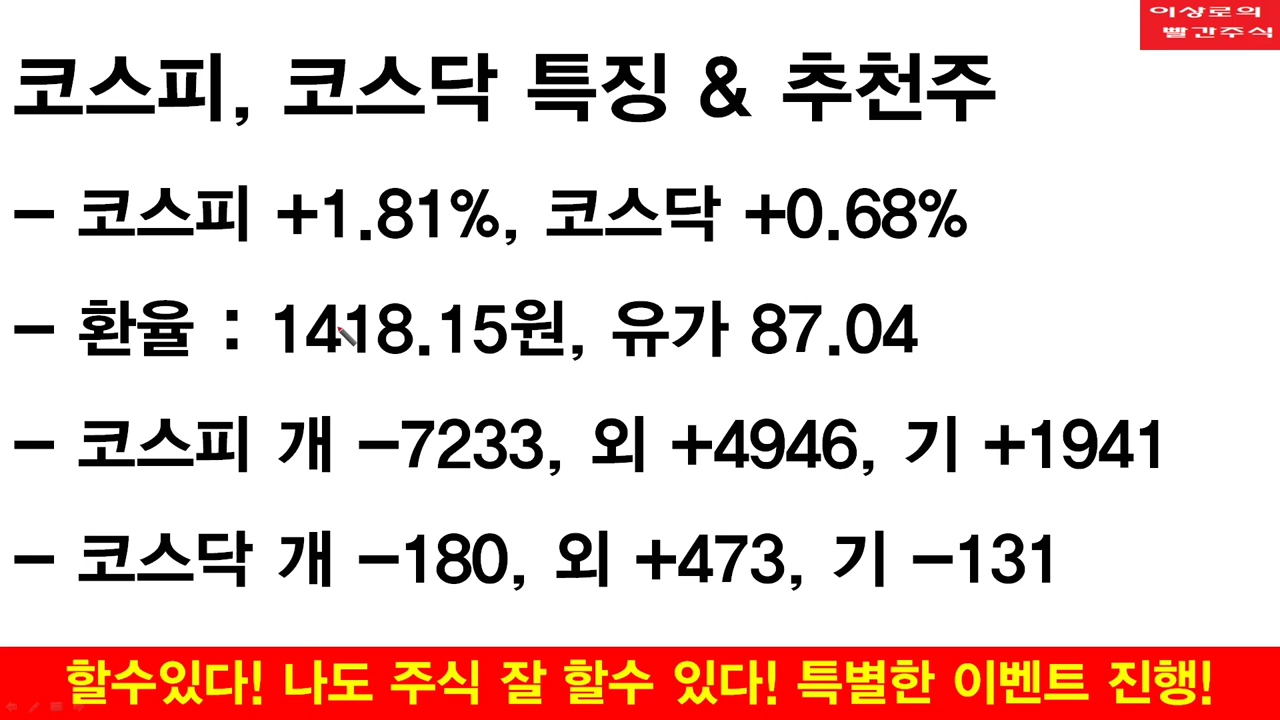 이상로의
빨간주식
코스피, 코스닥 특징 & 추천주
- 코스피 +1.81%, 코스닥 +0.68%
- 환율 : 1418.15원, 유가 87.04
- 코스피 개 -7233, 외 +4946, 기 +1941
- 코스닥 개 -180, 외 +473, 기 -131
할수있다! 나도 주식 잘 할수 있다! 특별한 이벤트 진행!